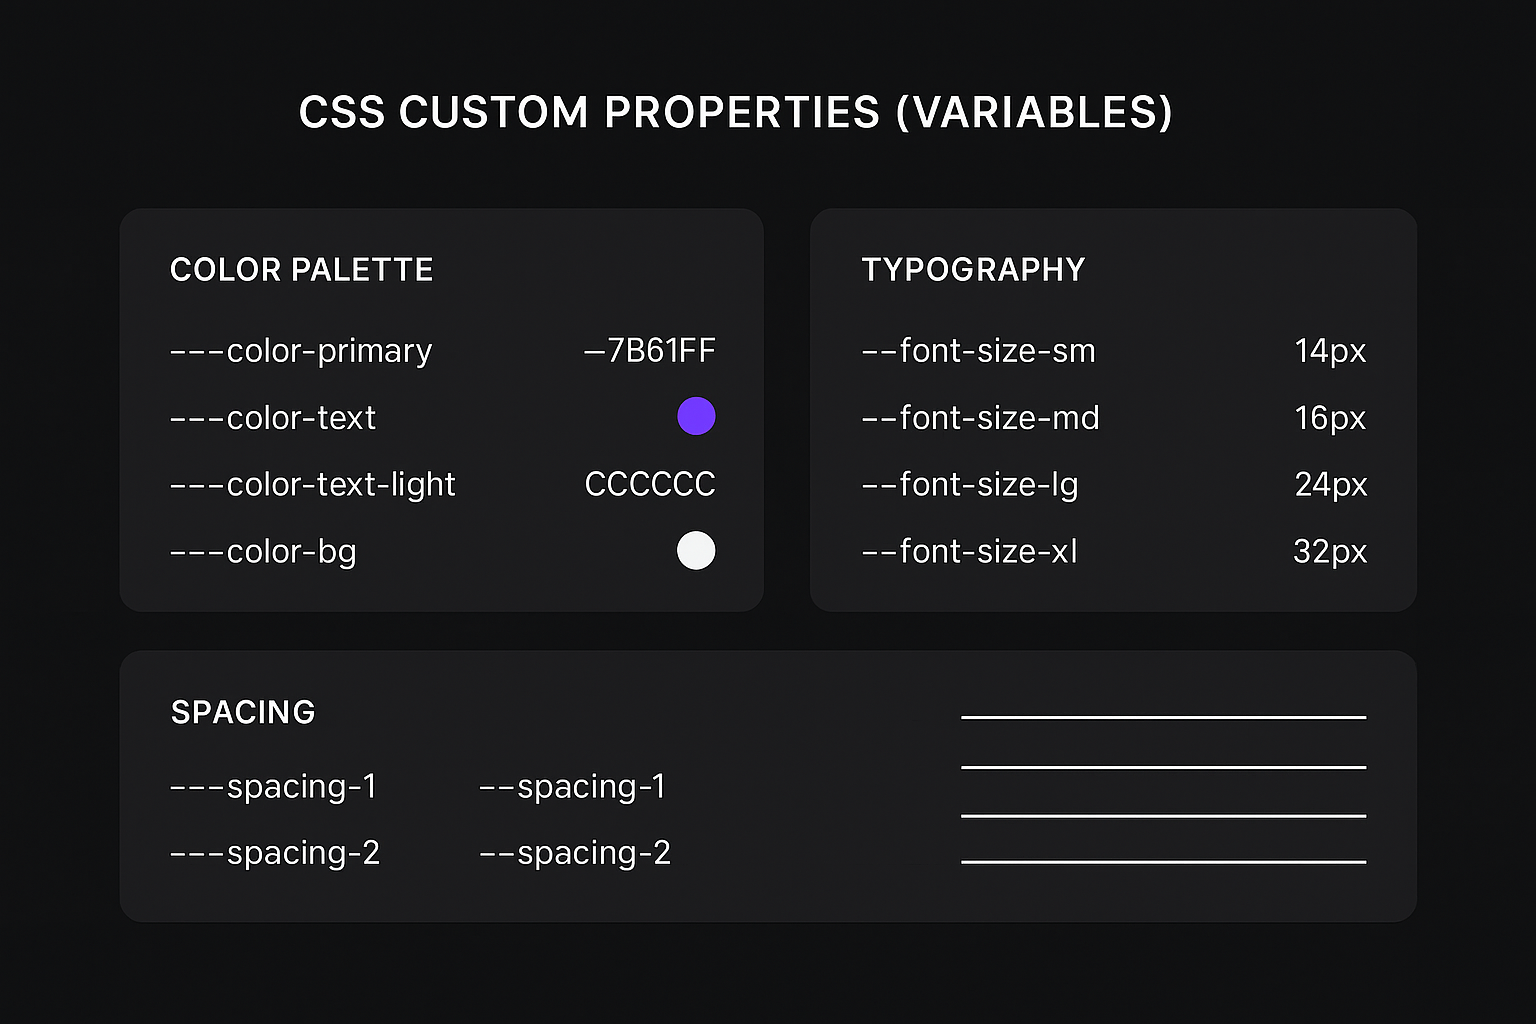 CSS CUSTOM PROPERTIES (VARIABLES)
COLOR PALETTE
---color-primary –7B61FF
---color-text
---color-text-light CCCCCC
---color-bg
TYPOGRAPHY
--font-size-sm 14px
--font-size-md 16px
--font-size-lg 24px
--font-size-xl 32px
SPACING
---spacing-1 --spacing-1
---spacing-2 --spacing-2